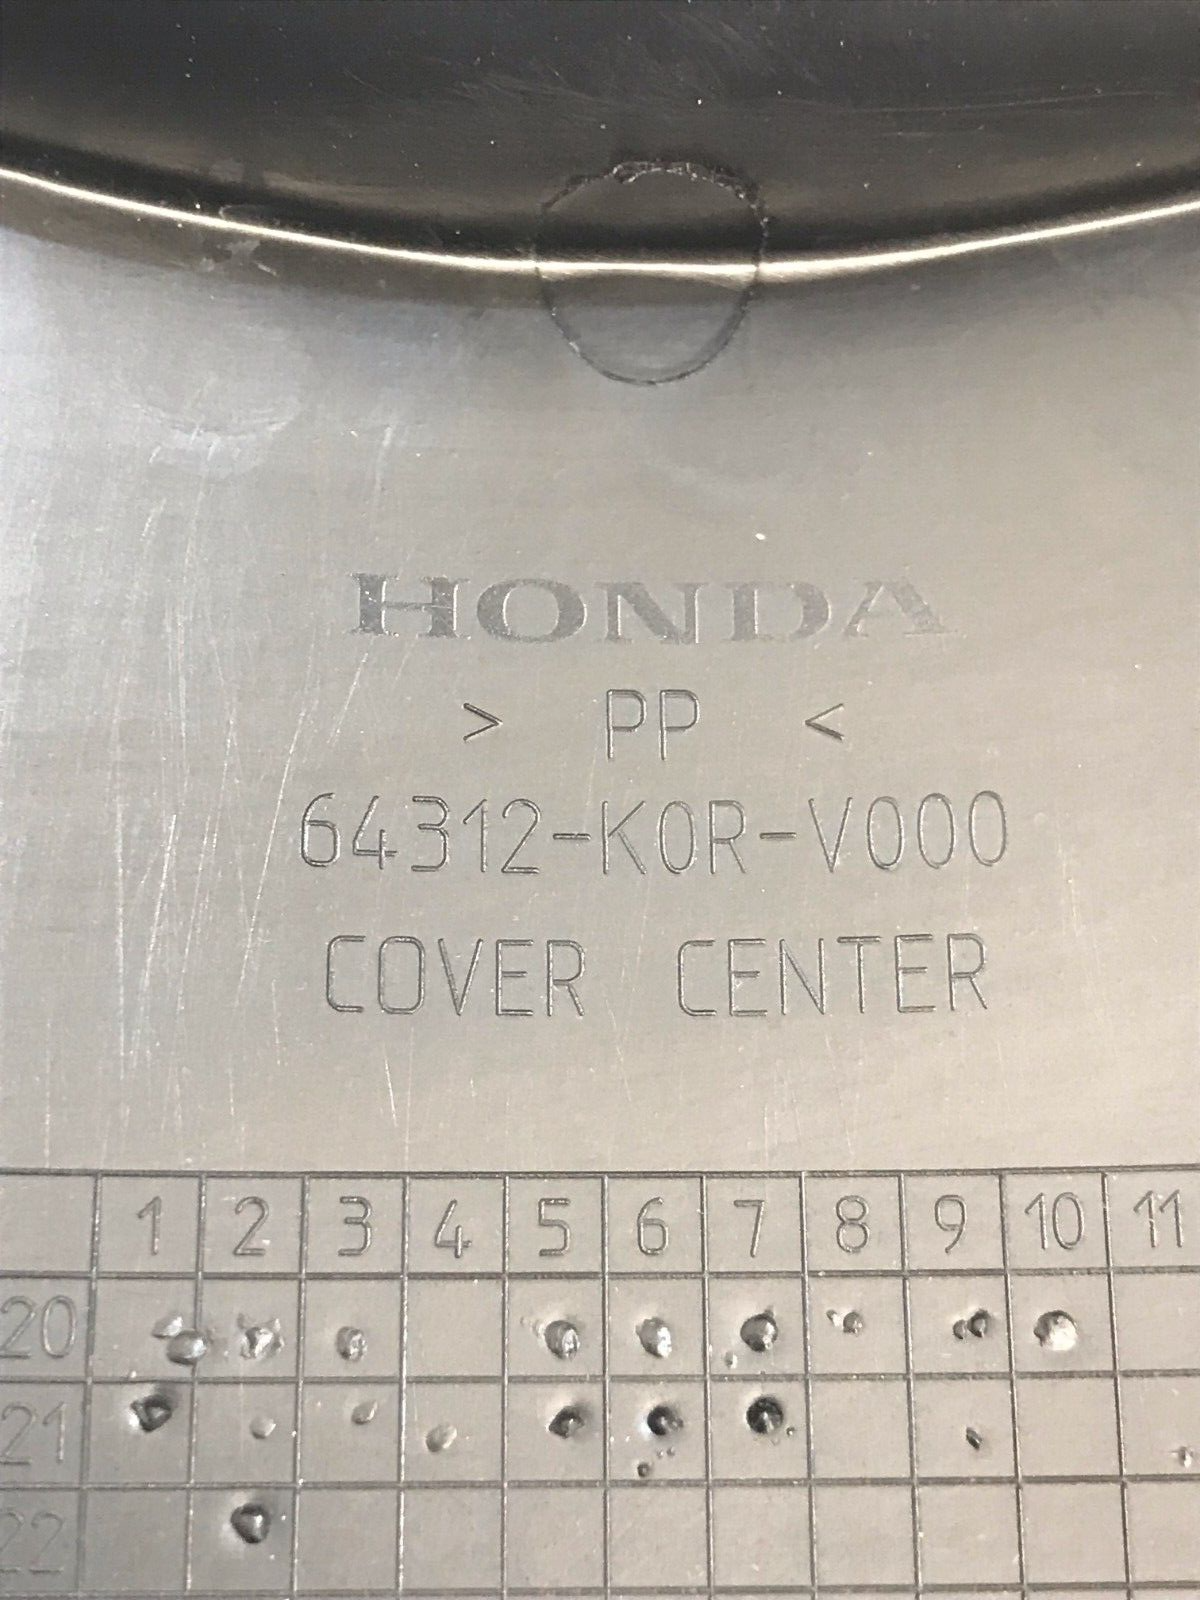 HONDA
> PP <
64312-K0R-V000
COVER CENTER
1 2 3 4 5 6 7 8 9 10 11
20
21
22